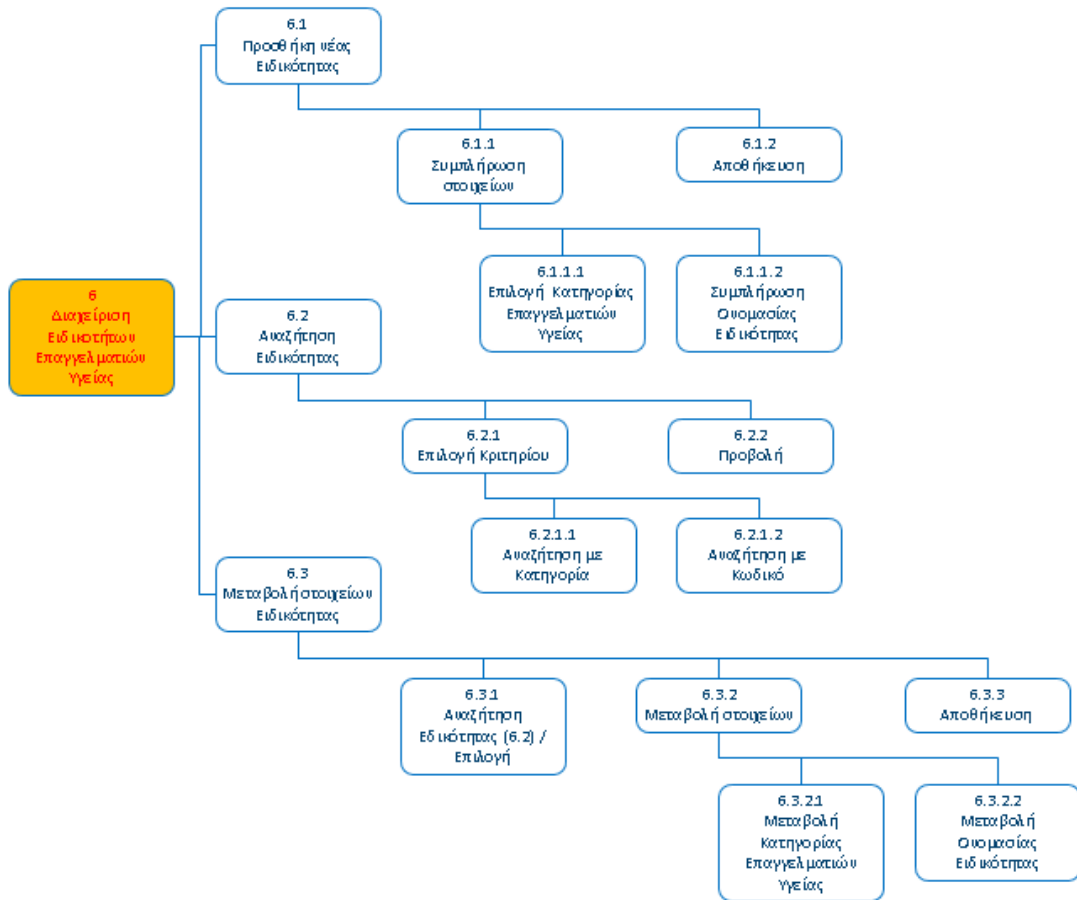 6.1
Προσθήκη νέας
Ειδικότητας
6.1.1
Συμπλήρωση
στοιχείων
6.1.2
Αποθήκευση
6.1.1.1
Επιλογή Κατηγορίας
Επαγγελματιών
Υγείας
6.1.1.2
Συμπλήρωση
Ονομασίας
Ειδικότητας
6
Διαχείριση
Ειδικοτήτων
Επαγγελματιών
Υγείας
6.2
Αναζήτηση
Ειδικότητας
6.2.1
Επιλογή Κριτηρίου
6.2.2
Προβολή
6.2.1.1
Αναζήτηση με
Κατηγορία
6.2.1.2
Αναζήτηση με
Κωδικό
6.3
Μεταβολή στοιχείων
Ειδικότητας
6.3.1
Αναζήτηση
Εδικότητας (6.2) /
Επιλογή
6.3.2
Μεταβολή στοιχείων
6.3.3
Αποθήκευση
6.3.2.1
Μεταβολή
Κατηγορίας
Επαγγελματιών
Υγείας
6.3.2.2
Μεταβολή
Ονομασίας
Ειδικότητας